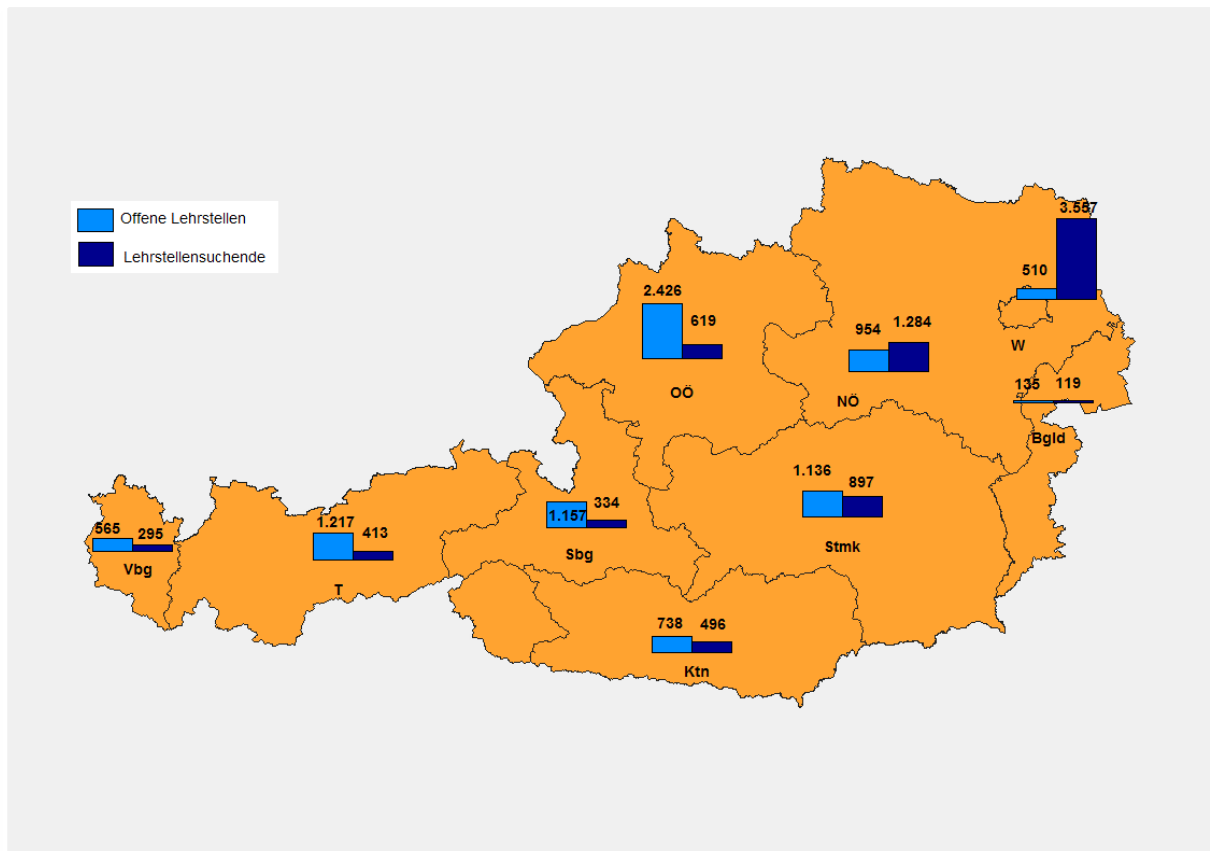 Offene Lehrstellen
Lehrstellensuchende
3.557
510
W
2.426
619
OÖ
954
1.284
NÖ
135
119
Bgld
1.136
897
Stmk
1.157
334
Sbg
1.217
413
T
565
295
Vbg
738
496
Ktn